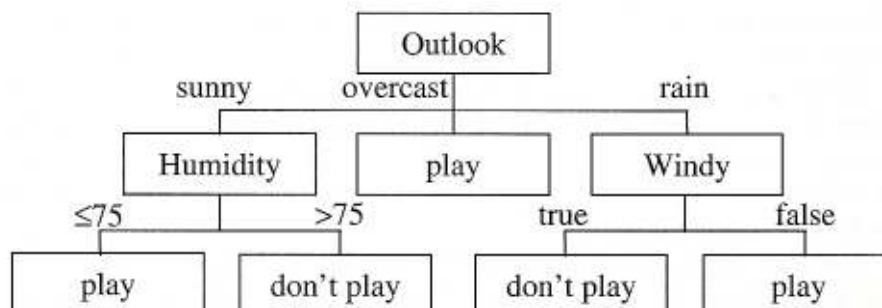 Outlook
sunny overcast rain
Humidity play Windy
≤75 >75 true false
play don't play don't play play